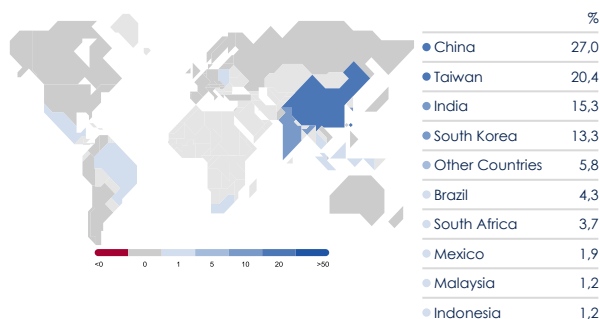 %
China 27,0
Taiwan 20,4
India 15,3
South Korea 13,3
Other Countries 5,8
Brazil 4,3
South Africa 3,7
Mexico 1,9
Malaysia 1,2
Indonesia 1,2
<0 0 1 5 10 20 >50